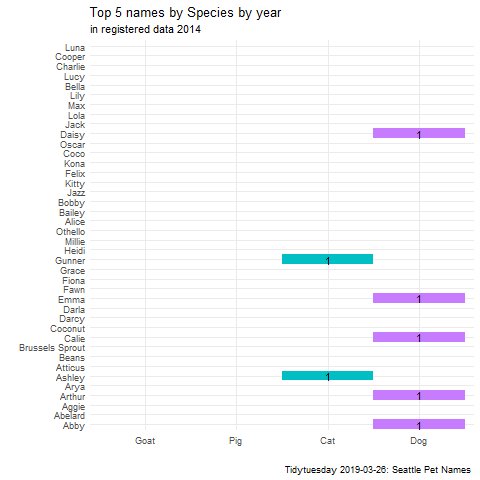 Top 5 names by Species by year
in registered data 2014
Luna
Cooper
Charlie
Lucy
Bella
Lily
Max
Lola
Jack
Daisy 1
Oscar
Coco
Kona
Felix
Kitty
Jazz
Bobby
Bailey
Alice
Othello
Millie
Heidi
Gunner 1
Grace
Fiona
Fawn
Emma 1
Darla
Darcy
Coconut
Calie 1
Brussels Sprout
Beans
Atticus
Ashley 1
Arya
Arthur 1
Aggie
Abelard
Abby 1
Goat Pig Cat Dog
Tidytuesday 2019-03-26: Seattle Pet Names